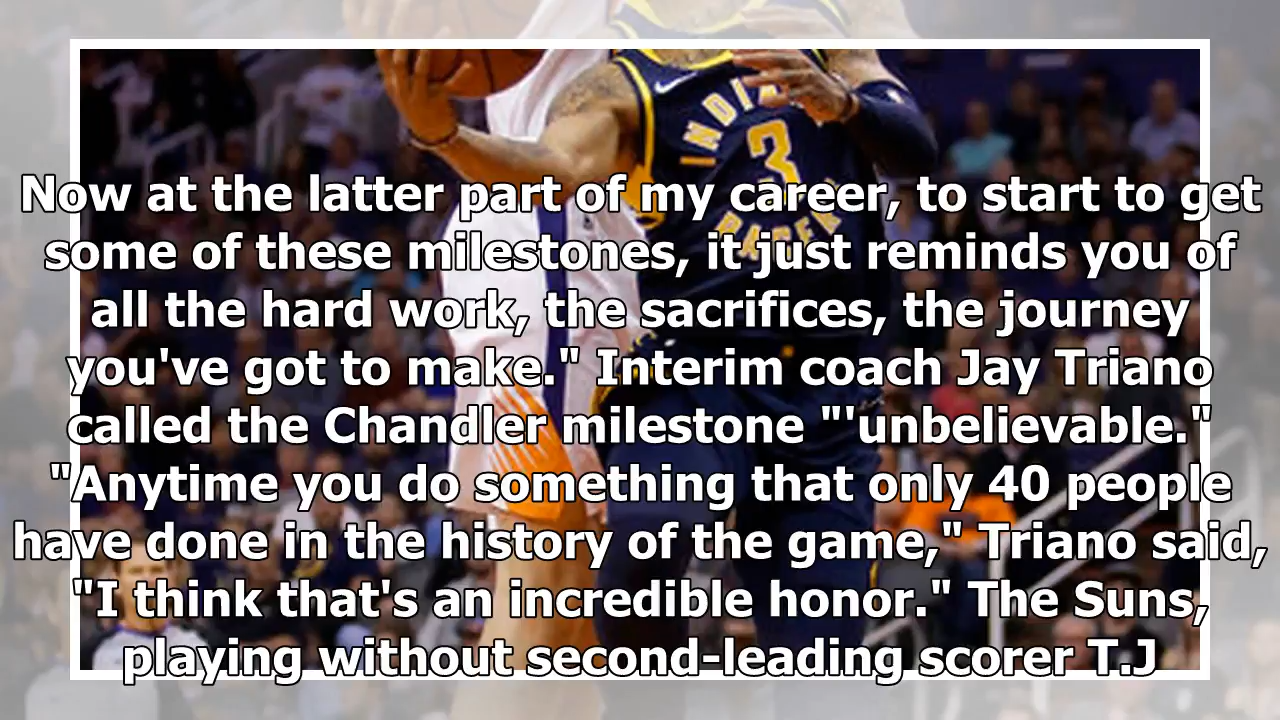 INDIANA
3
PACERS
Now at the latter part of my career, to start to get
some of these milestones, it just reminds you of
all the hard work, the sacrifices, the journey
you've got to make." Interim coach Jay Triano
called the Chandler milestone "'unbelievable."
"Anytime you do something that only 40 people
have done in the history of the game," Triano said,
"I think that's an incredible honor." The Suns,
playing without second-leading scorer T.J